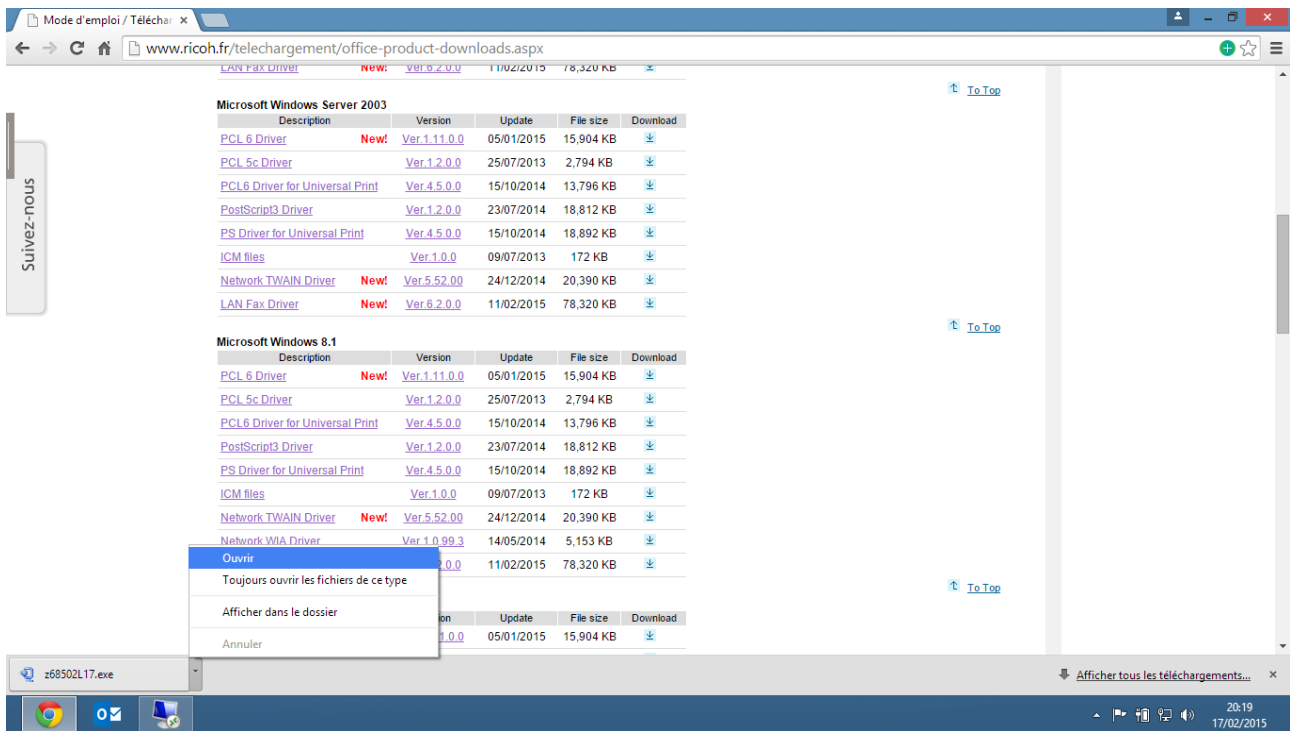 Mode d'emploi / Téléchar
www.ricoh.fr/telechargement/office-product-downloads.aspx
LAN Fax Driver New! Ver.6.2.0.0 11/02/2015 78,320 KB
To Top
Suivez-nous
Microsoft Windows Server 2003
Description Version Update File size Download
PCL 6 Driver New! Ver.1.11.0.0 05/01/2015 15,904 KB
PCL 5c Driver Ver.1.2.0.0 25/07/2013 2,794 KB
PCL6 Driver for Universal Print Ver.4.5.0.0 15/10/2014 13,796 KB
PostScript3 Driver Ver.1.2.0.0 23/07/2014 18,812 KB
PS Driver for Universal Print Ver.4.5.0.0 15/10/2014 18,892 KB
ICM files Ver.1.0.0 09/07/2013 172 KB
Network TWAIN Driver New! Ver.5.52.00 24/12/2014 20,390 KB
LAN Fax Driver New! Ver.6.2.0.0 11/02/2015 78,320 KB
To Top
Microsoft Windows 8.1
Description Version Update File size Download
PCL 6 Driver New! Ver.1.11.0.0 05/01/2015 15,904 KB
PCL 5c Driver Ver.1.2.0.0 25/07/2013 2,794 KB
PCL6 Driver for Universal Print Ver.4.5.0.0 15/10/2014 13,796 KB
PostScript3 Driver Ver.1.2.0.0 23/07/2014 18,812 KB
PS Driver for Universal Print Ver.4.5.0.0 15/10/2014 18,892 KB
ICM files Ver.1.0.0 09/07/2013 172 KB
Network TWAIN Driver New! Ver.5.52.00 24/12/2014 20,390 KB
Network WIA Driver Ver.1.0.99.3 14/05/2014 5,153 KB
11/02/2015 78,320 KB
Ouvrir
Toujours ouvrir les fichiers de ce type
Afficher dans le dossier
Annuler
To Top
Update File size Download
05/01/2015 15,904 KB
z68502L17.exe
Afficher tous les téléchargements...
20:19
17/02/2015